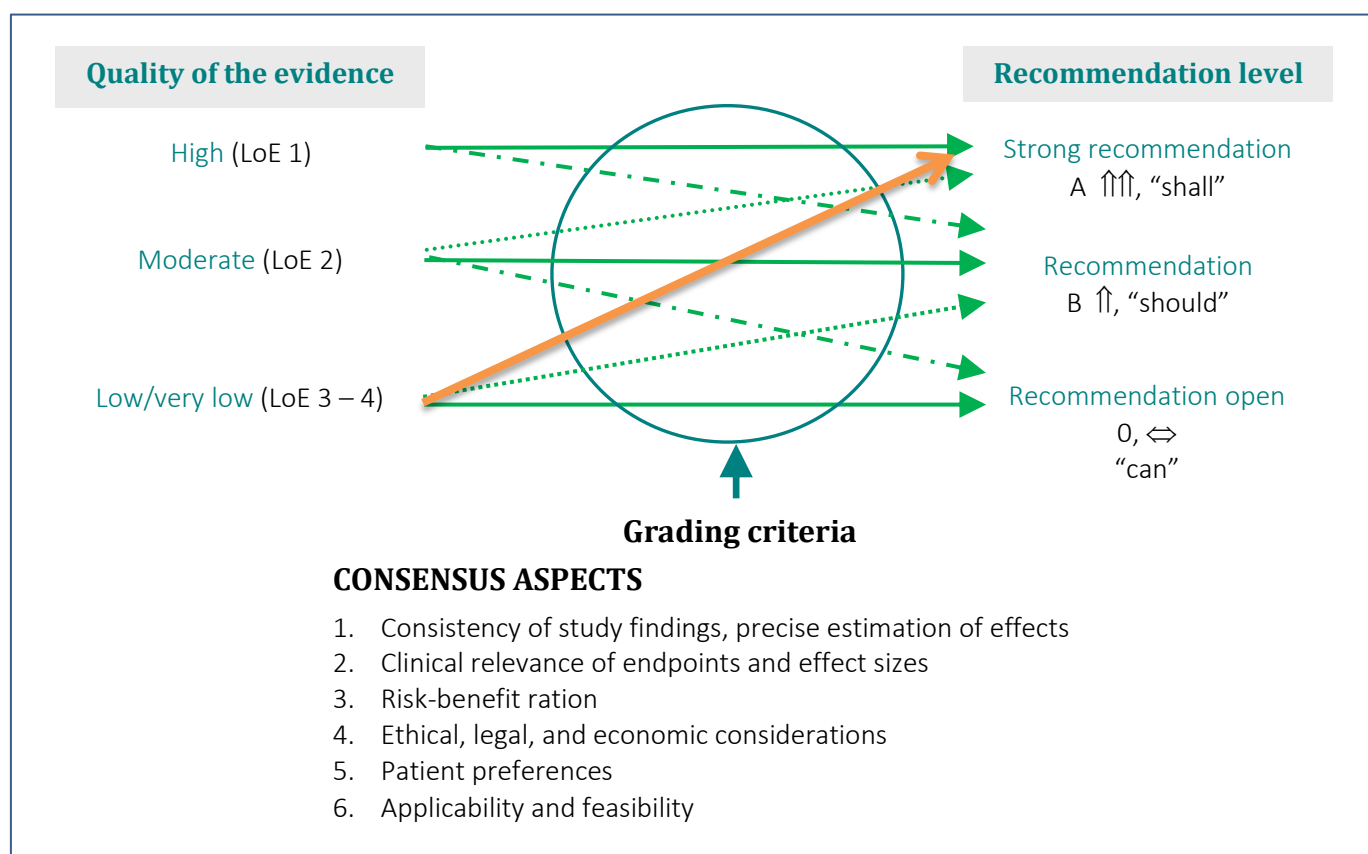 Quality of the evidence
Recommendation level
High (LoE 1)
Strong recommendation
A ⇑⇑, “shall”
Moderate (LoE 2)
Recommendation
B ⇑, “should”
Low/very low (LoE 3 – 4)
Recommendation open
0, ⇔
“can”
Grading criteria
CONSENSUS ASPECTS
1. Consistency of study findings, precise estimation of effects
2. Clinical relevance of endpoints and effect sizes
3. Risk-benefit ration
4. Ethical, legal, and economic considerations
5. Patient preferences
6. Applicability and feasibility